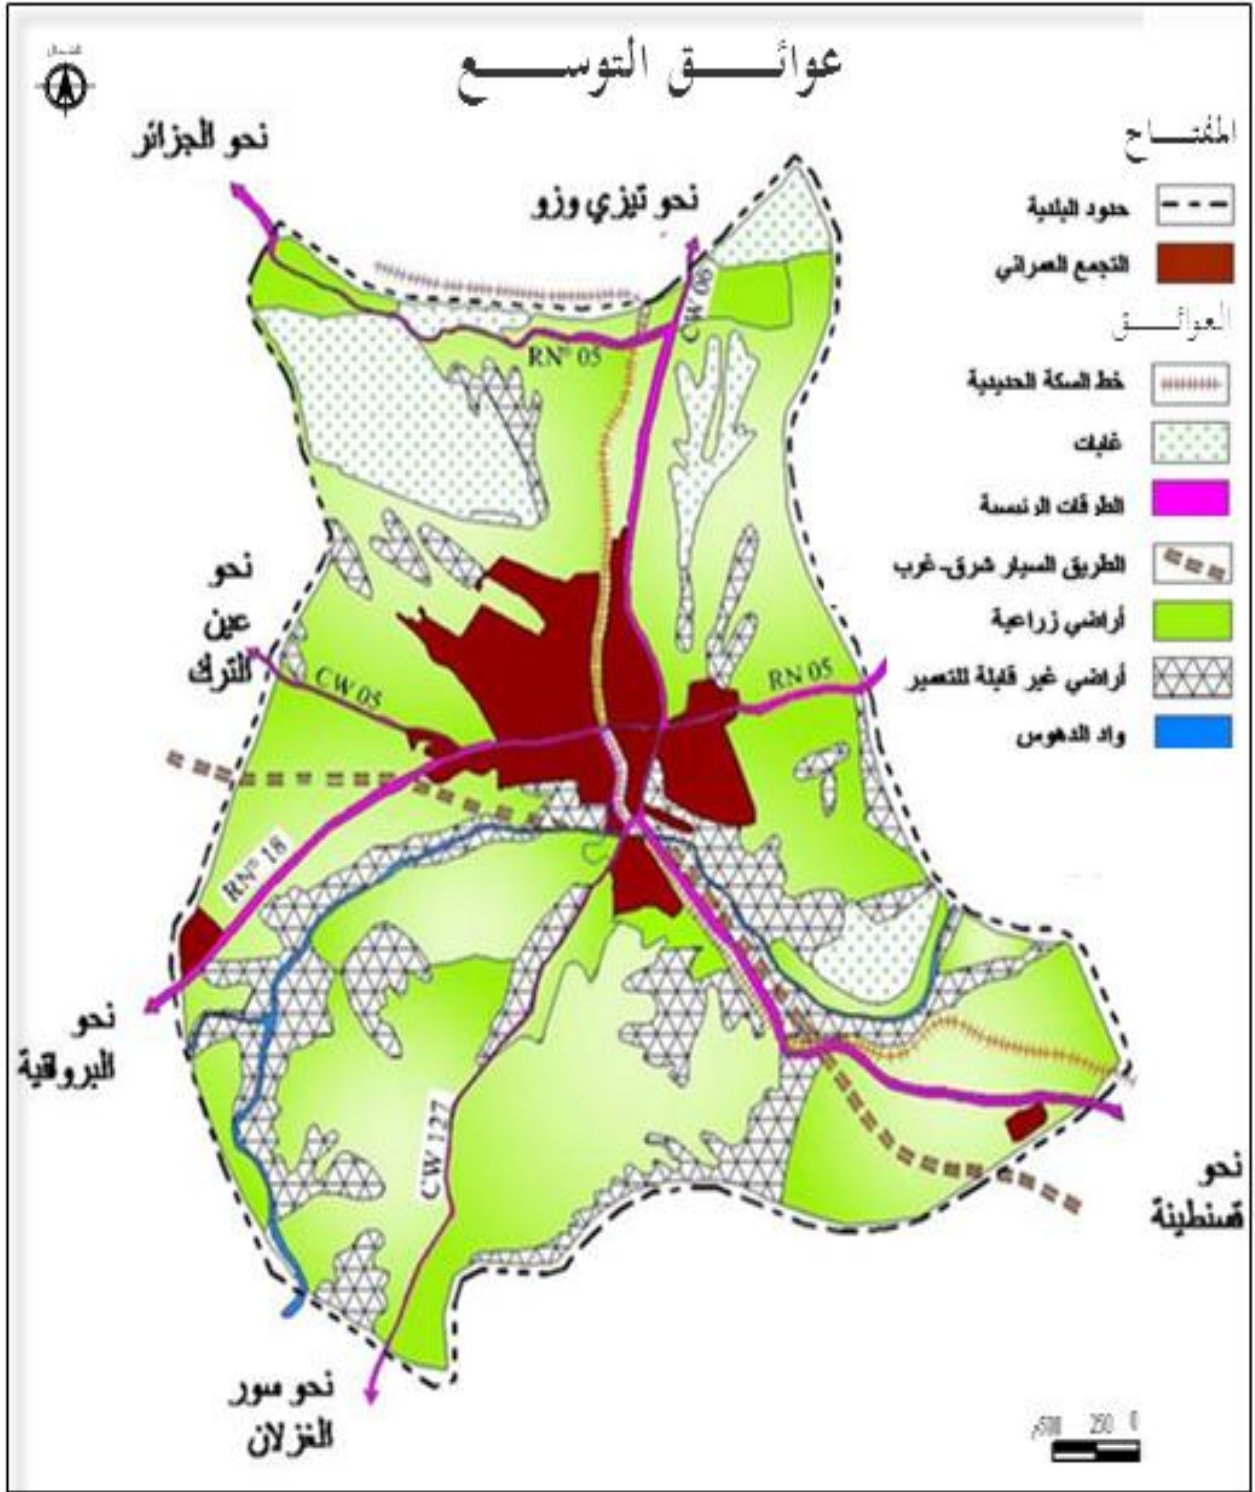 الشمال
عوائـــق التوســـع
المفتـــاح
حدود البلدية
التجمع العمراني
العوائـــق
خط السكة الحديدية
غابات
الطرقات الرئيسية
الطريق السيار شرق-غرب
أراضي زراعية
أراضي غير قابلة للتعمير
واد الدهوس
نحو الجزائر
نحو تيزي وزو
CW 06
RN° 05
نحو
عين
الترك
CW 05
RN 05
RN° 18
نحو
البرواقية
CW 127
نحو
قسنطينة
نحو سور
الغزلان
0 250 500م